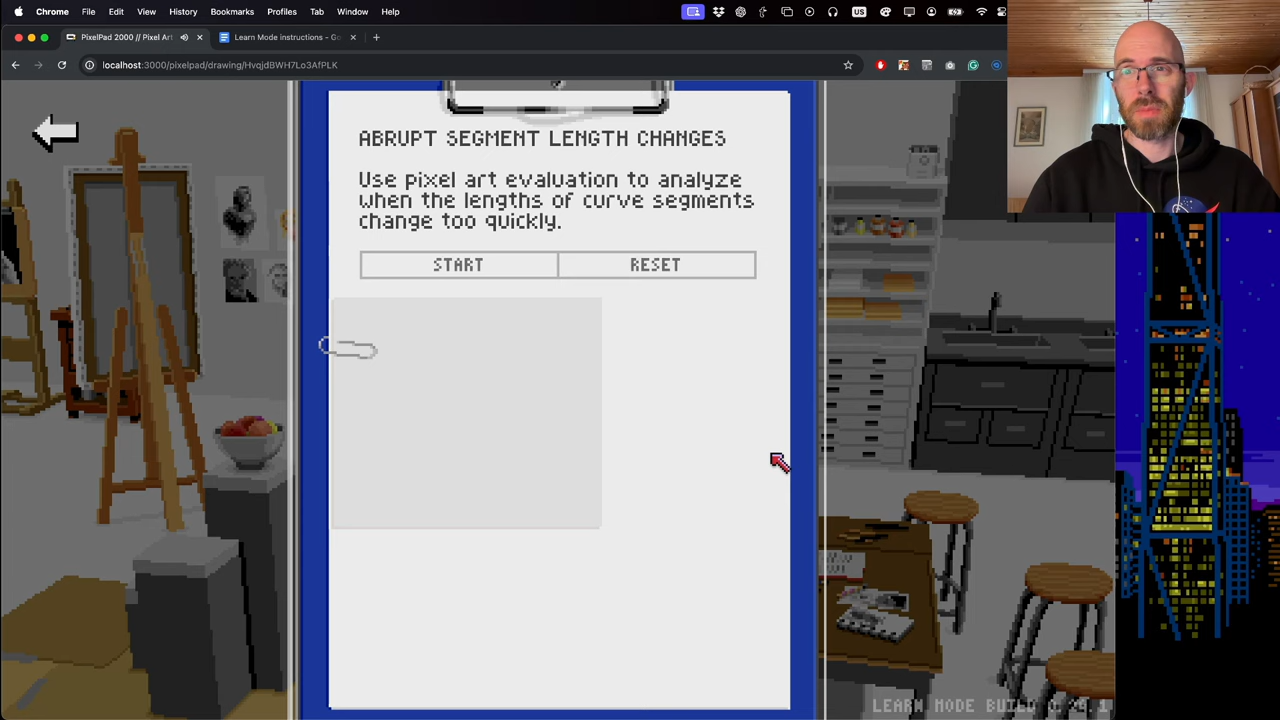 Chrome File Edit View History Bookmarks Profiles Tab Window Help US
PixelPad 2000 // Pixel Art
Learn Mode instructions - Go
localhost:3000/pixelpad/drawing/HvqjdBWH7Lo3AfPLK
ABRUPT SEGMENT LENGTH CHANGES
Use pixel art evaluation to analyze
when the lengths of curve segments
change too quickly.
START RESET
LEARN MODE BUILD